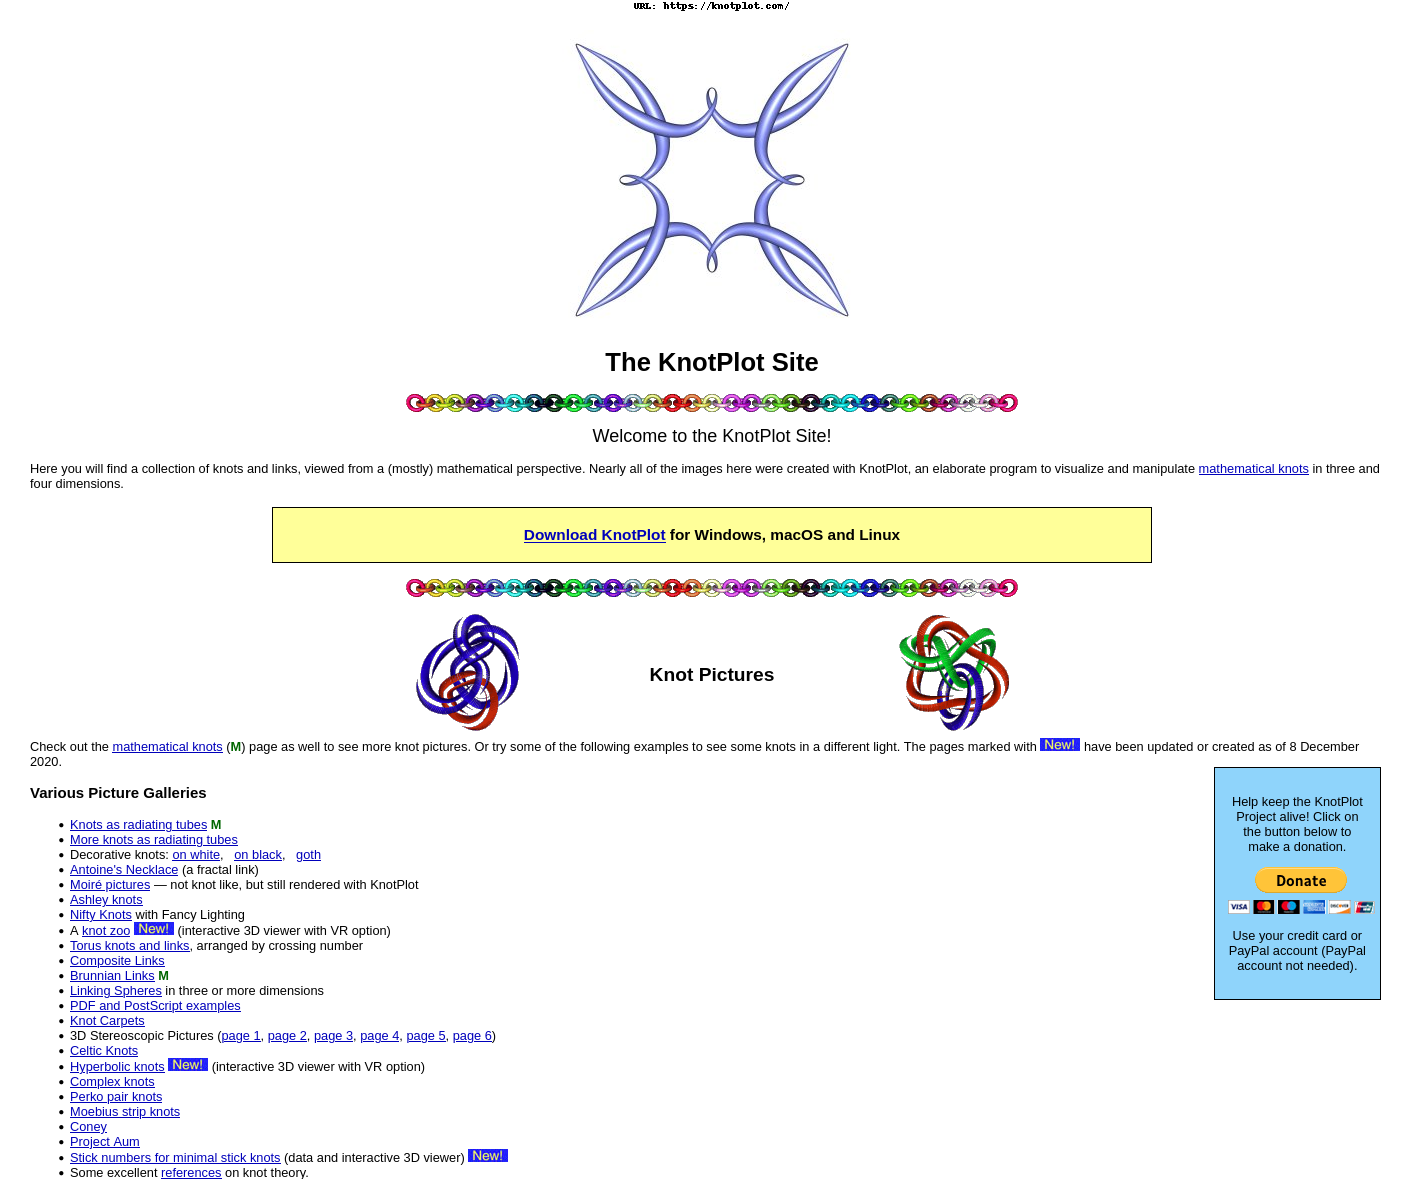 URL: https://knotplot.com/
The KnotPlot Site
Welcome to the KnotPlot Site!
Here you will find a collection of knots and links, viewed from a (mostly) mathematical perspective. Nearly all of the images here were created with KnotPlot, an elaborate program to visualize and manipulate mathematical knots in three and
four dimensions.
Download KnotPlot for Windows, macOS and Linux
Knot Pictures
Check out the mathematical knots (M) page as well to see more knot pictures. Or try some of the following examples to see some knots in a different light. The pages marked with New! have been updated or created as of 8 December
2020.
Various Picture Galleries
• Knots as radiating tubes M
• More knots as radiating tubes
• Decorative knots: on white, on black, goth
• Antoine's Necklace (a fractal link)
• Moiré pictures — not knot like, but still rendered with KnotPlot
• Ashley knots
• Nifty Knots with Fancy Lighting
• A knot zoo New! (interactive 3D viewer with VR option)
• Torus knots and links, arranged by crossing number
• Composite Links
• Brunnian Links M
• Linking Spheres in three or more dimensions
• PDF and PostScript examples
• Knot Carpets
• 3D Stereoscopic Pictures (page 1, page 2, page 3, page 4, page 5, page 6)
• Celtic Knots
• Hyperbolic knots New! (interactive 3D viewer with VR option)
• Complex knots
• Perko pair knots
• Moebius strip knots
• Coney
• Project Aum
• Stick numbers for minimal stick knots (data and interactive 3D viewer) New!
• Some excellent references on knot theory.
Help keep the KnotPlot
Project alive! Click on
the button below to
make a donation.
Donate
VISA DISCOVER
Use your credit card or
PayPal account (PayPal
account not needed).